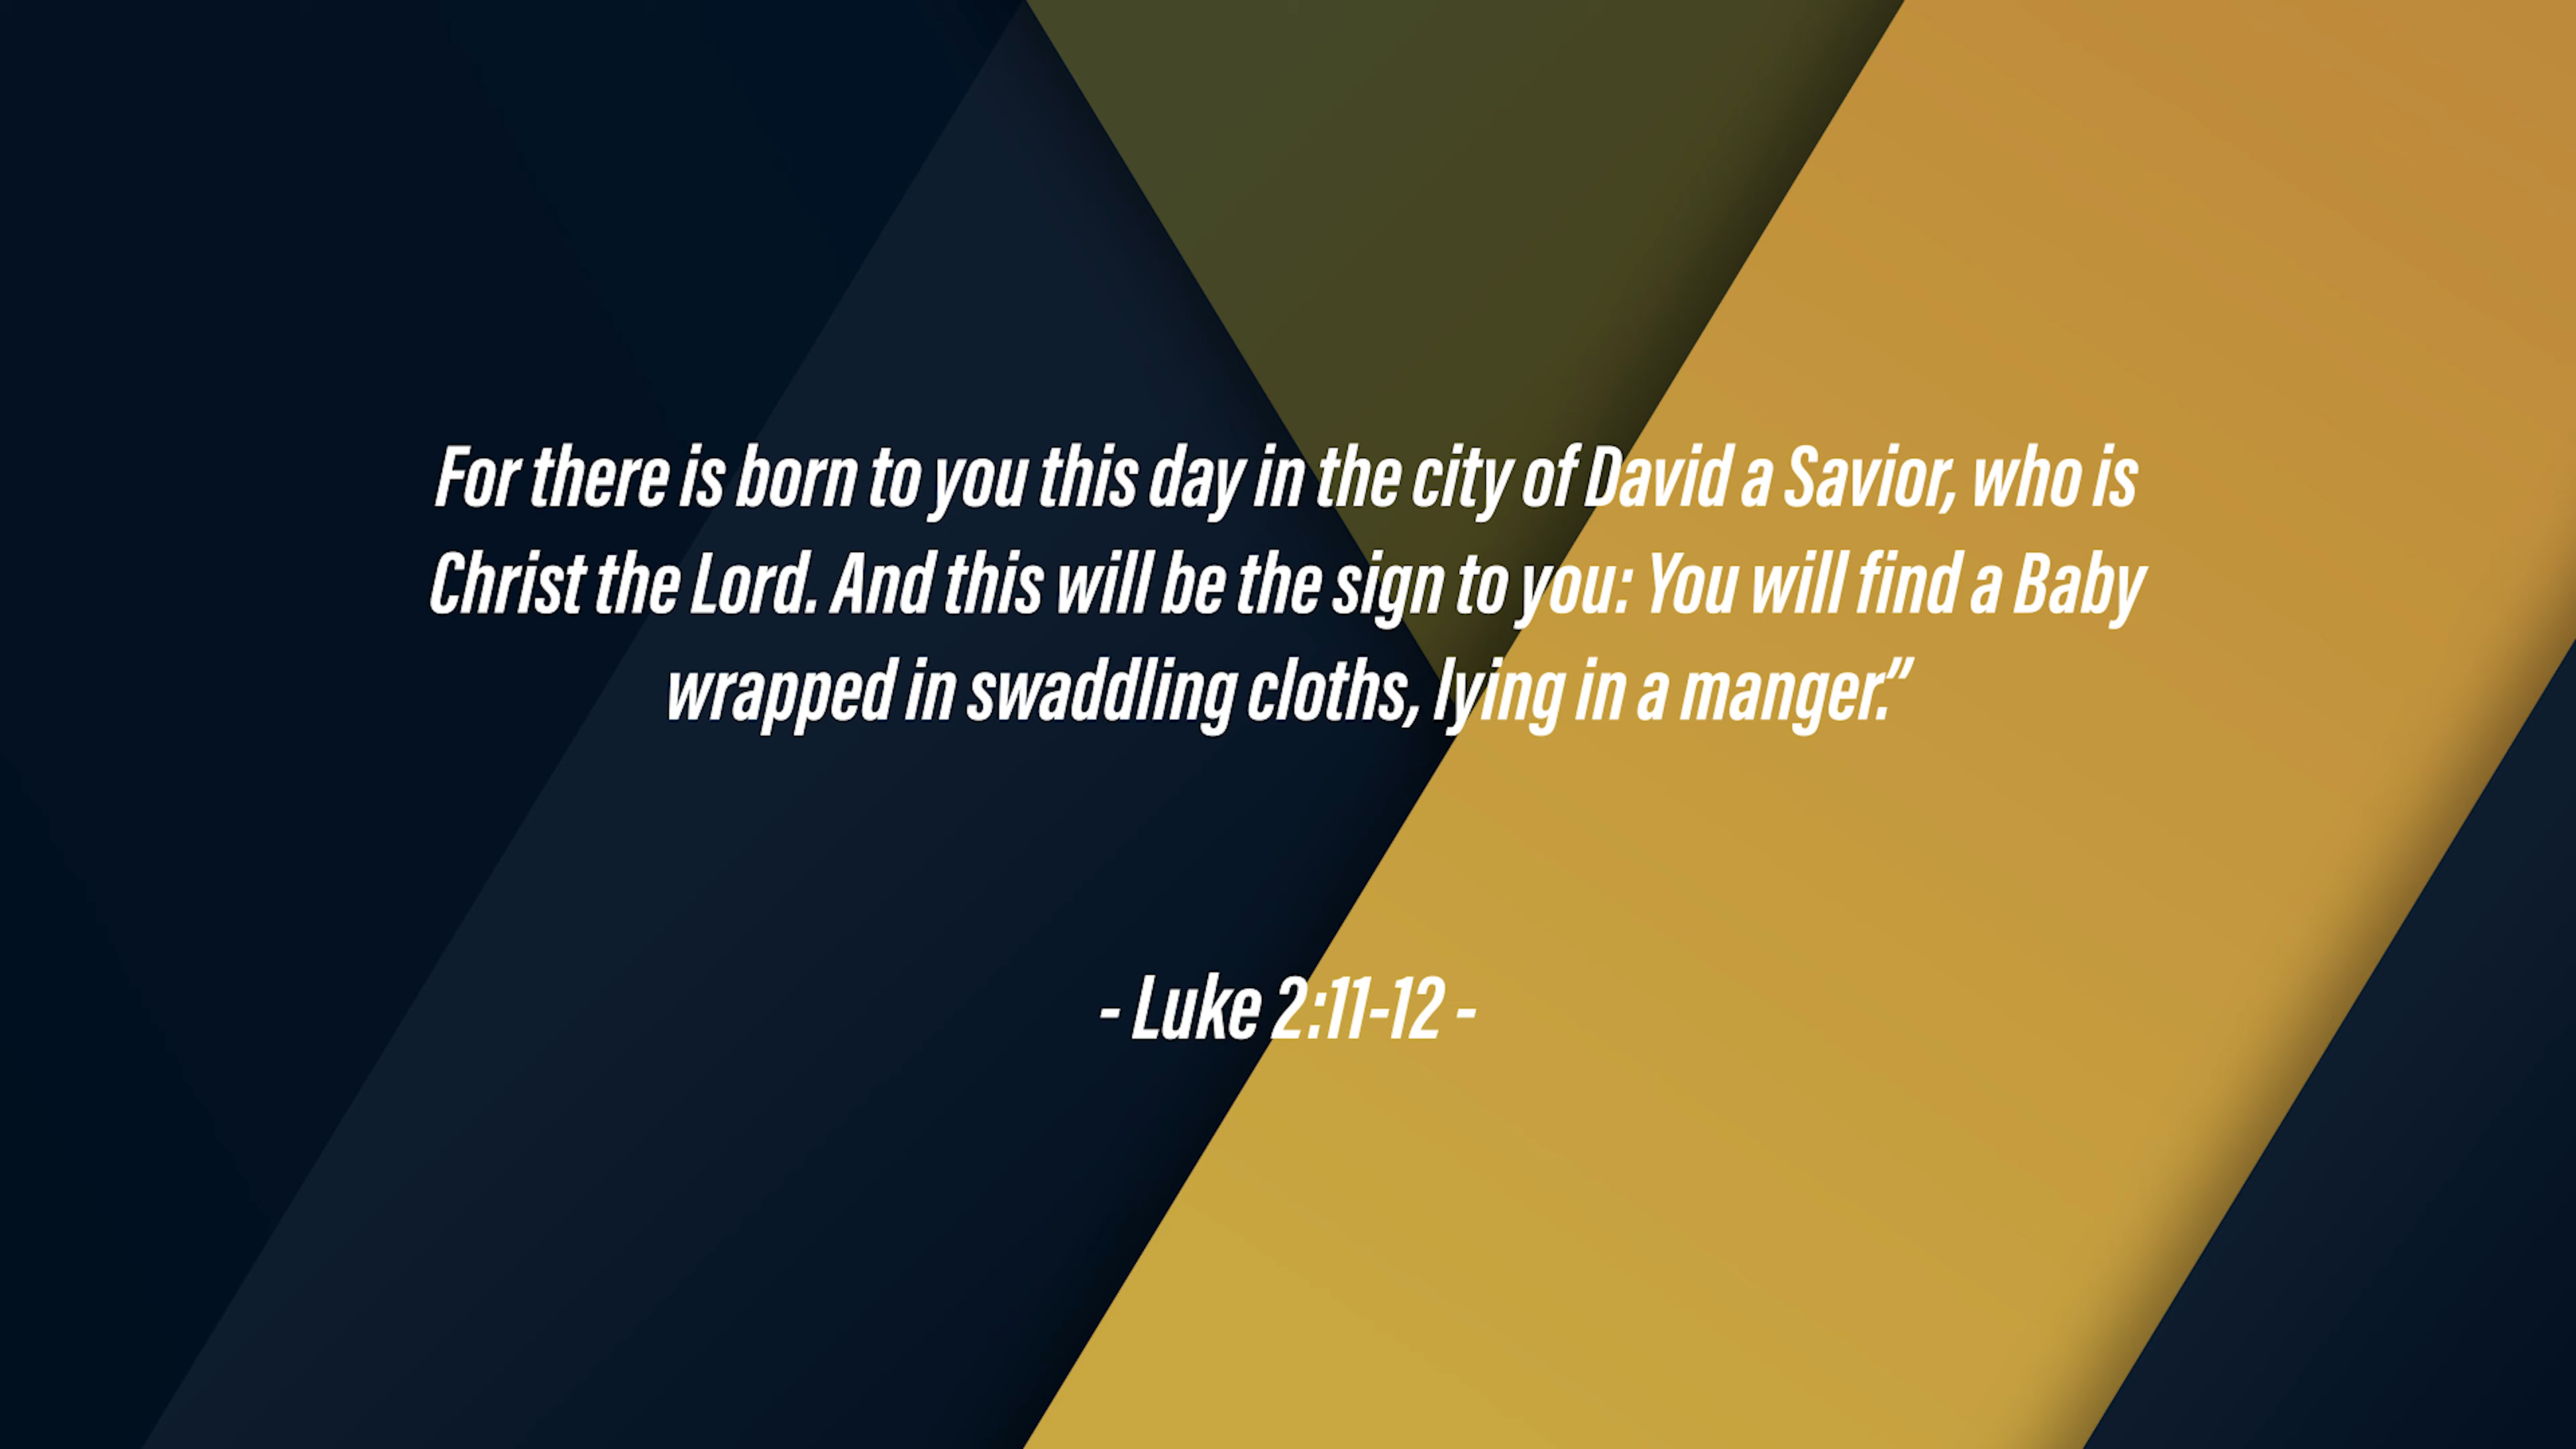 For there is born to you this day in the city of David a Savior, who is
Christ the Lord. And this will be the sign to you: You will find a Baby
wrapped in swaddling cloths, lying in a manger.”
- Luke 2:11-12 -